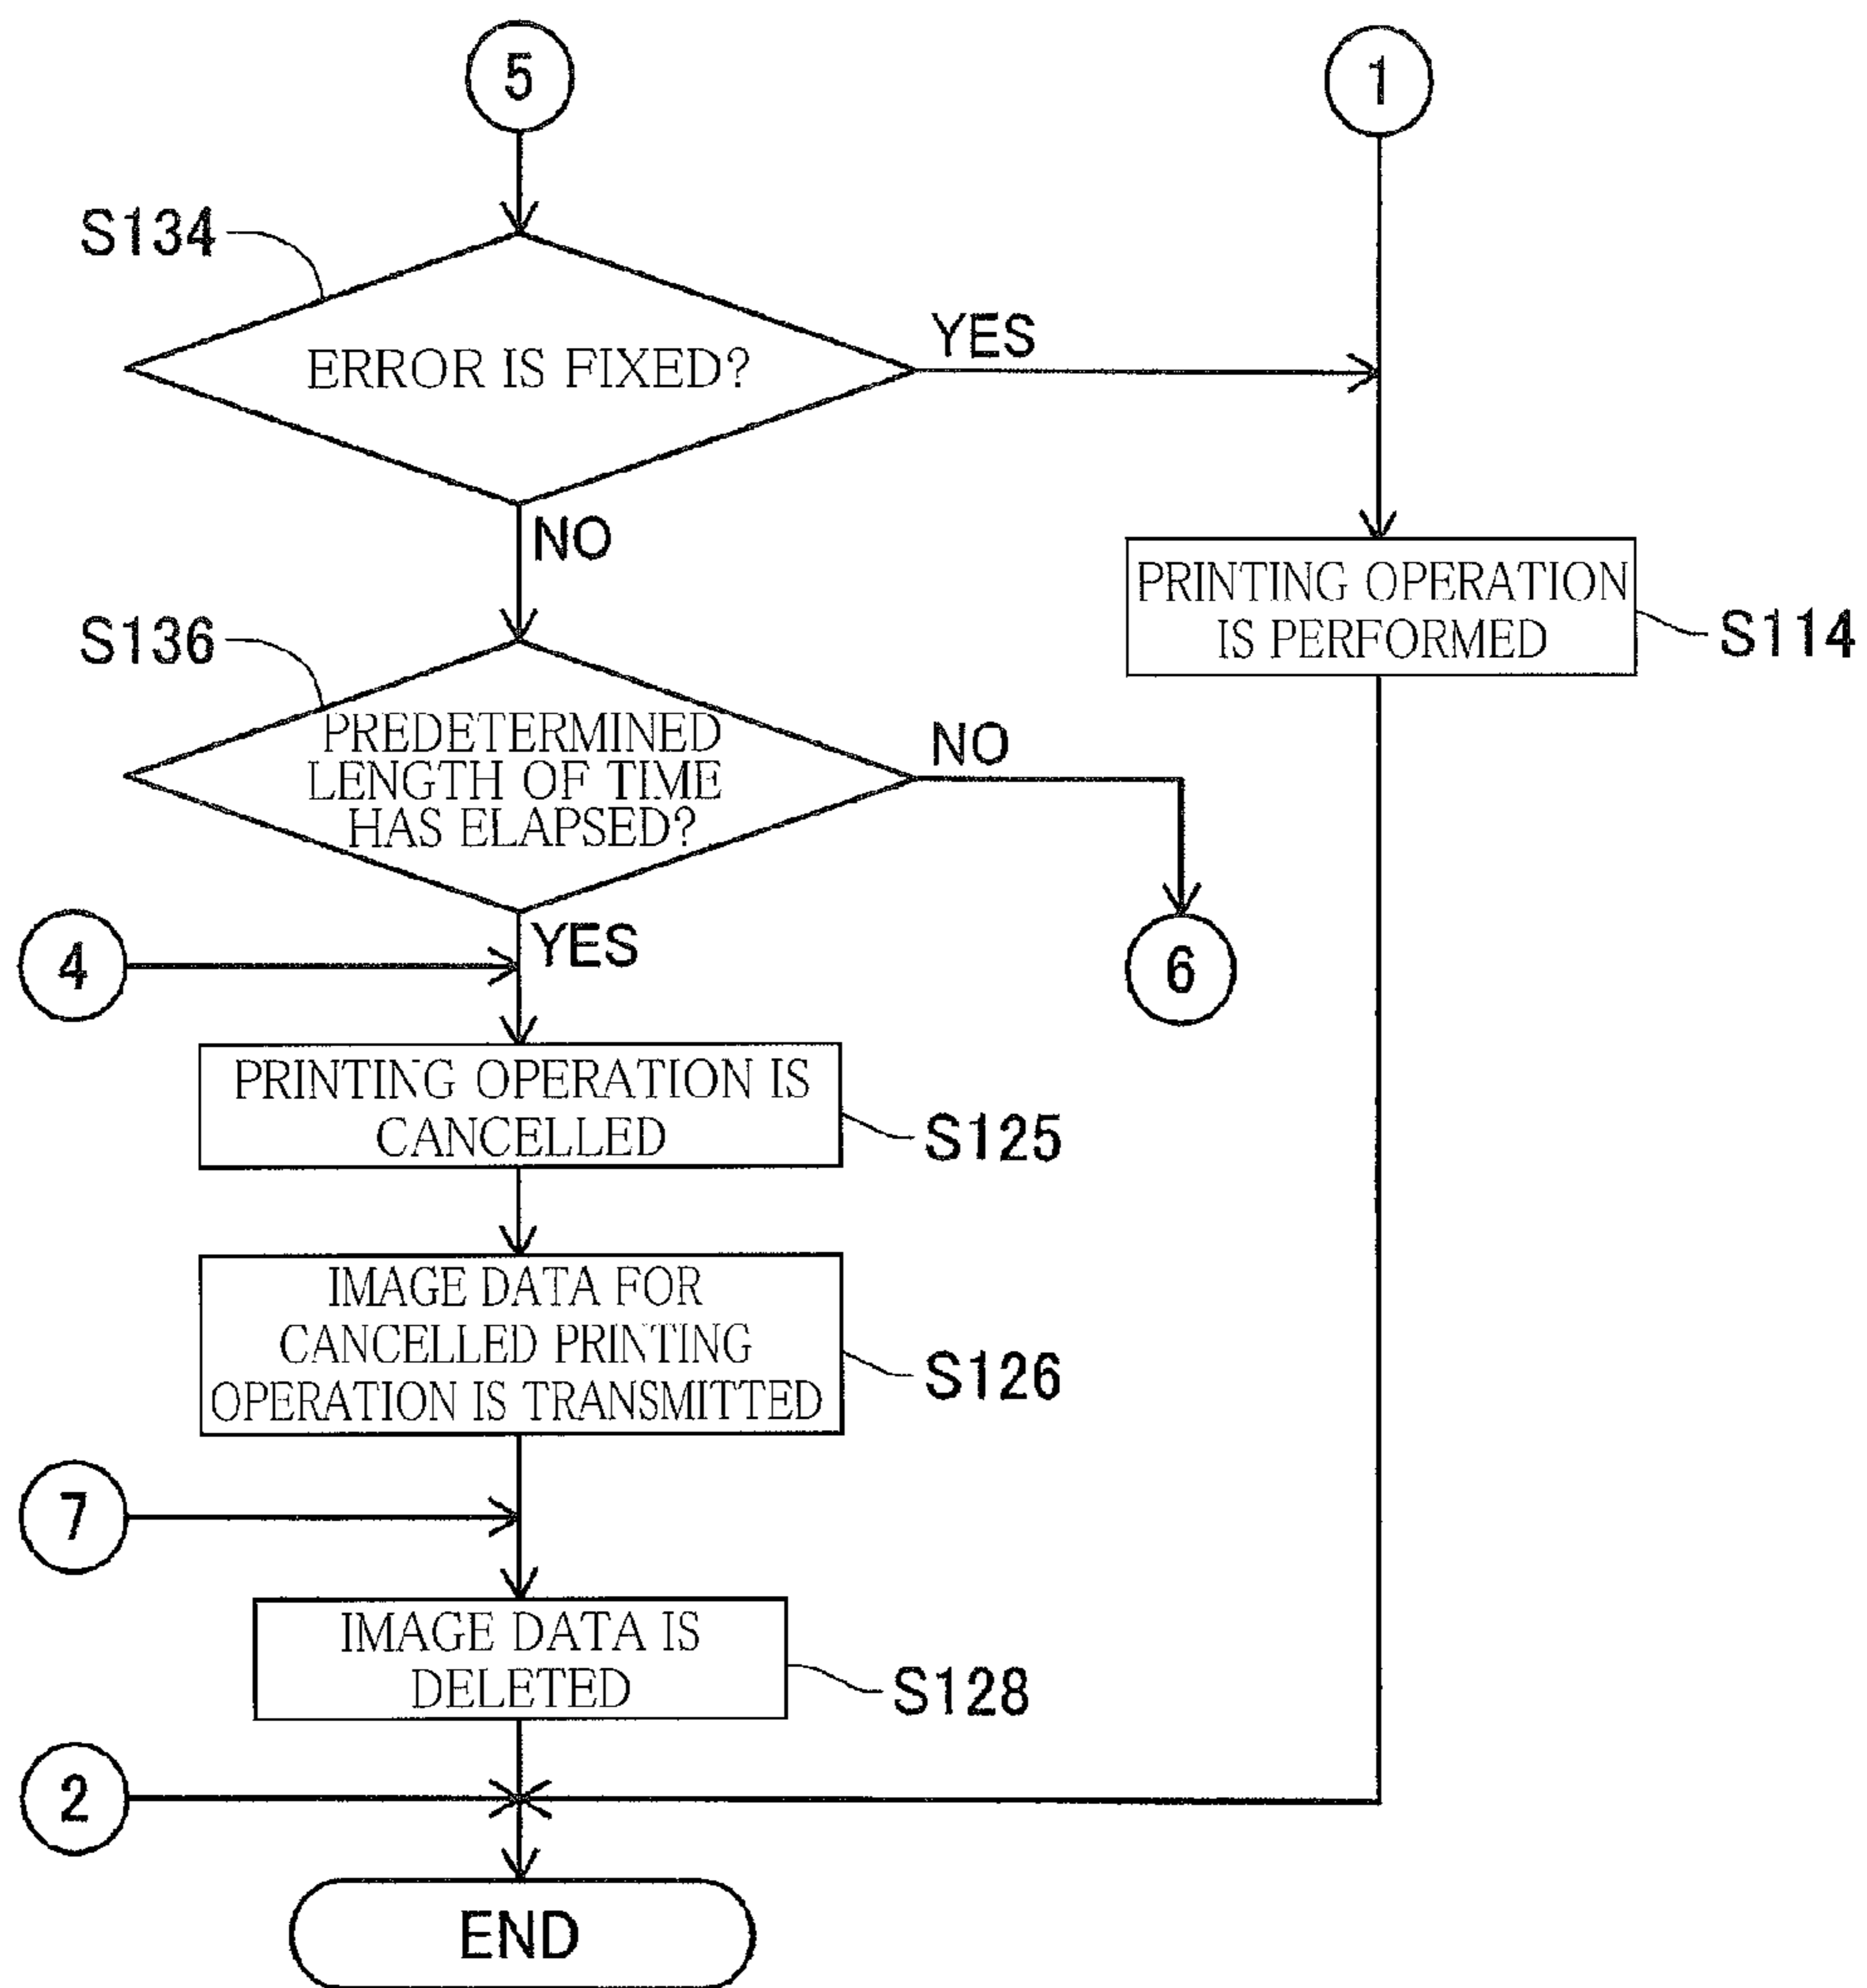 5
1
S134
ERROR IS FIXED?
YES
NO
PRINTING OPERATION
IS PERFORMED
S114
S136
PREDETERMINED
LENGTH OF TIME
HAS ELAPSED?
NO
YES
4
6
PRINTING OPERATION IS
CANCELLED
S125
IMAGE DATA FOR
CANCELLED PRINTING
OPERATION IS TRANSMITTED
S126
7
IMAGE DATA IS
DELETED
S128
2
END